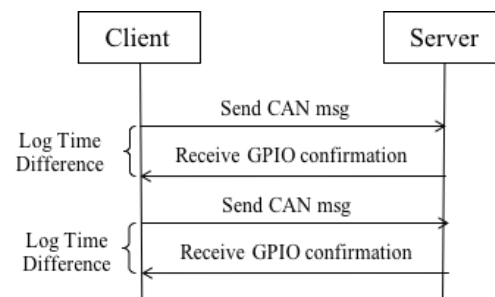 Client
Server
Send CAN msg
Log Time
Difference
Receive GPIO confirmation
Send CAN msg
Log Time
Difference
Receive GPIO confirmation